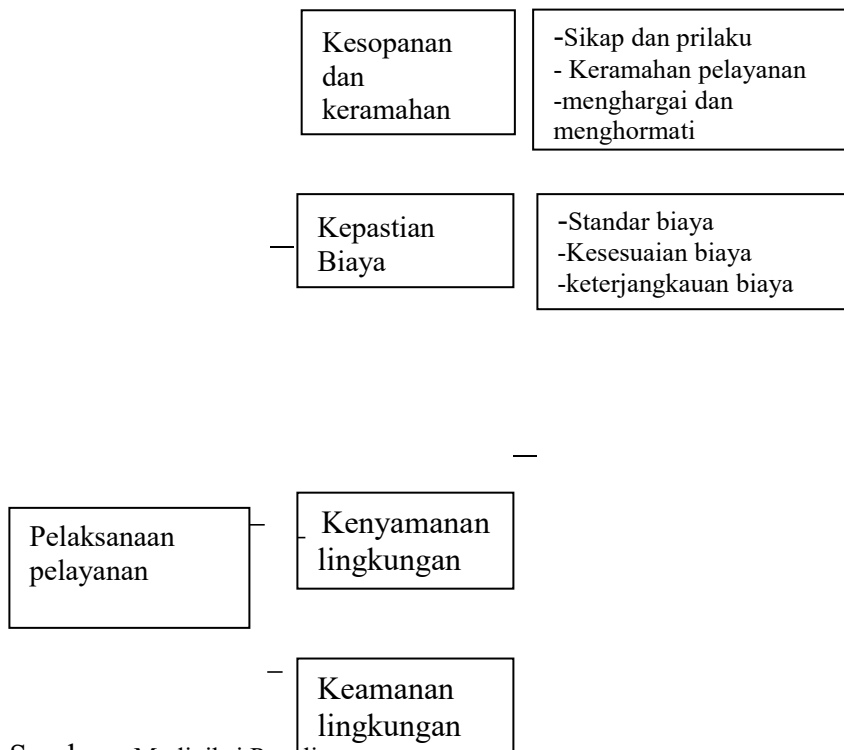 Kesopanan
dan
keramahan
-Sikap dan prilaku
- Keramahan pelayanan
-menghargai dan
menghormati
Kepastian
Biaya
-Standar biaya
-Kesesuaian biaya
-keterjangkauan biaya
Pelaksanaan
pelayanan
Kenyamanan
lingkungan
Keamanan
lingkungan